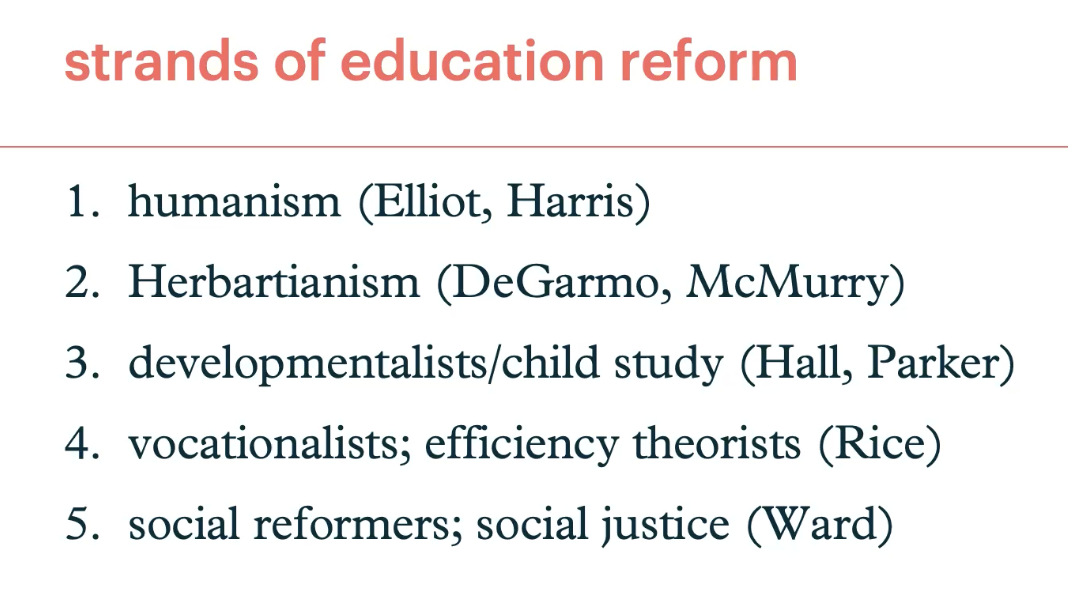 strands of education reform
1. humanism (Elliot, Harris)
2. Herbartianism (DeGarmo, McMurry)
3. developmentalists/child study (Hall, Parker)
4. vocationalists; efficiency theorists (Rice)
5. social reformers; social justice (Ward)